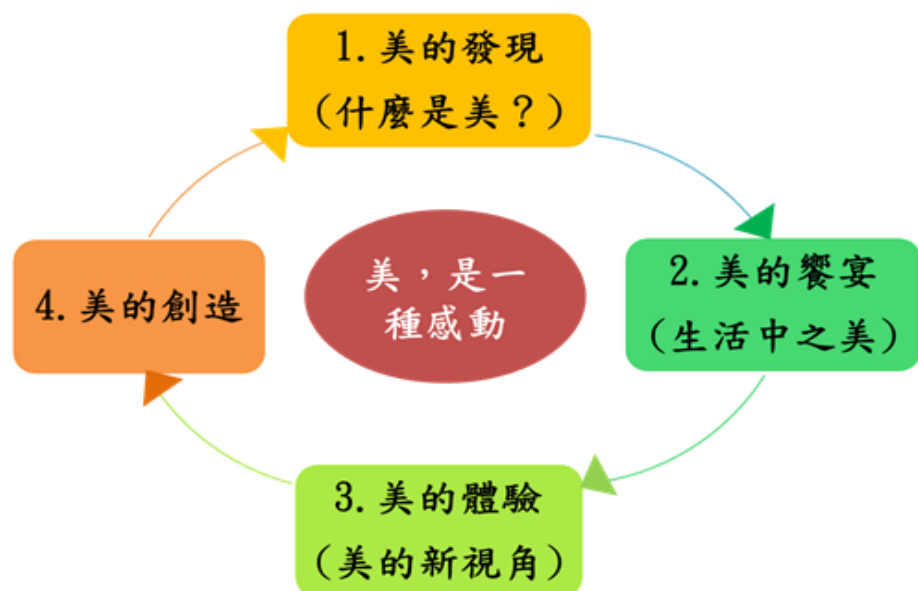 1.美的發現
(什麼是美？)
2.美的饗宴
(生活中之美)
3.美的體驗
(美的新視角)
4.美的創造
美，是一
種感動